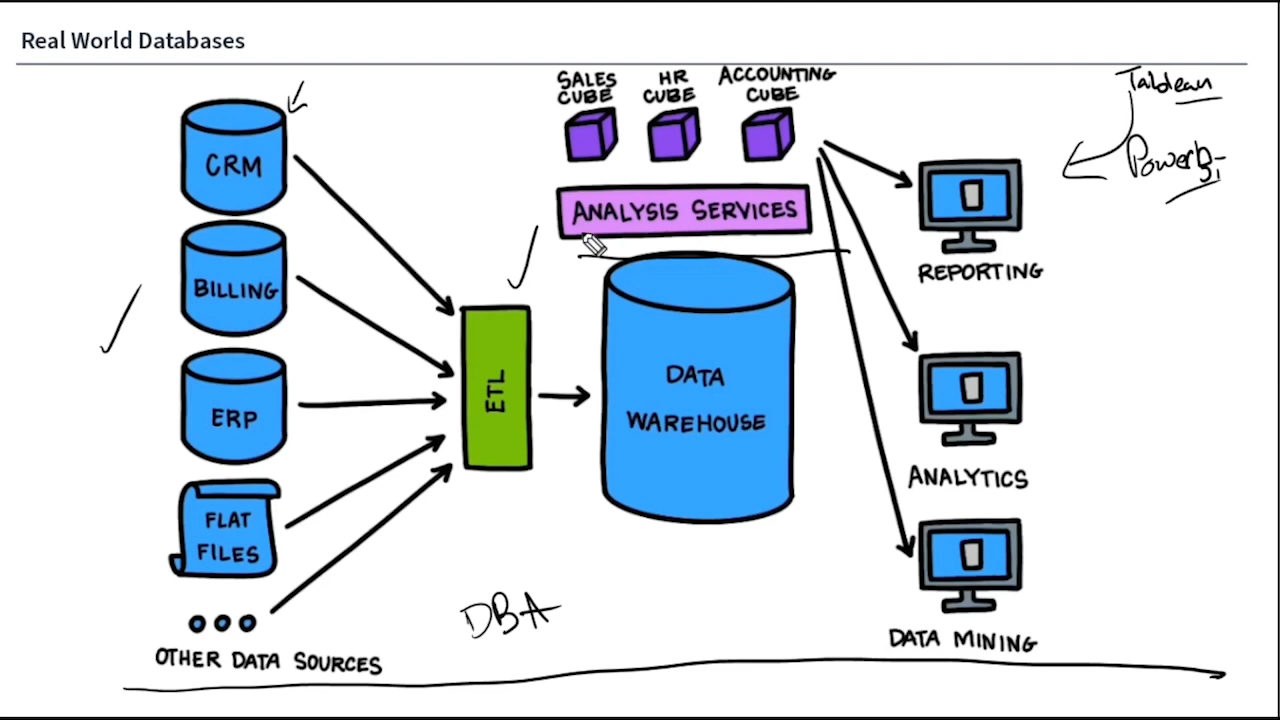 Real World Databases
SALES
CUBE
HR
CUBE
ACCOUNTING
CUBE
Tableau
PowerBI
CRM
ANALYSIS SERVICES
REPORTING
BILLING
ETL
DATA
WAREHOUSE
ERP
ANALYTICS
FLAT
FILES
DBA
DATA MINING
OTHER DATA SOURCES